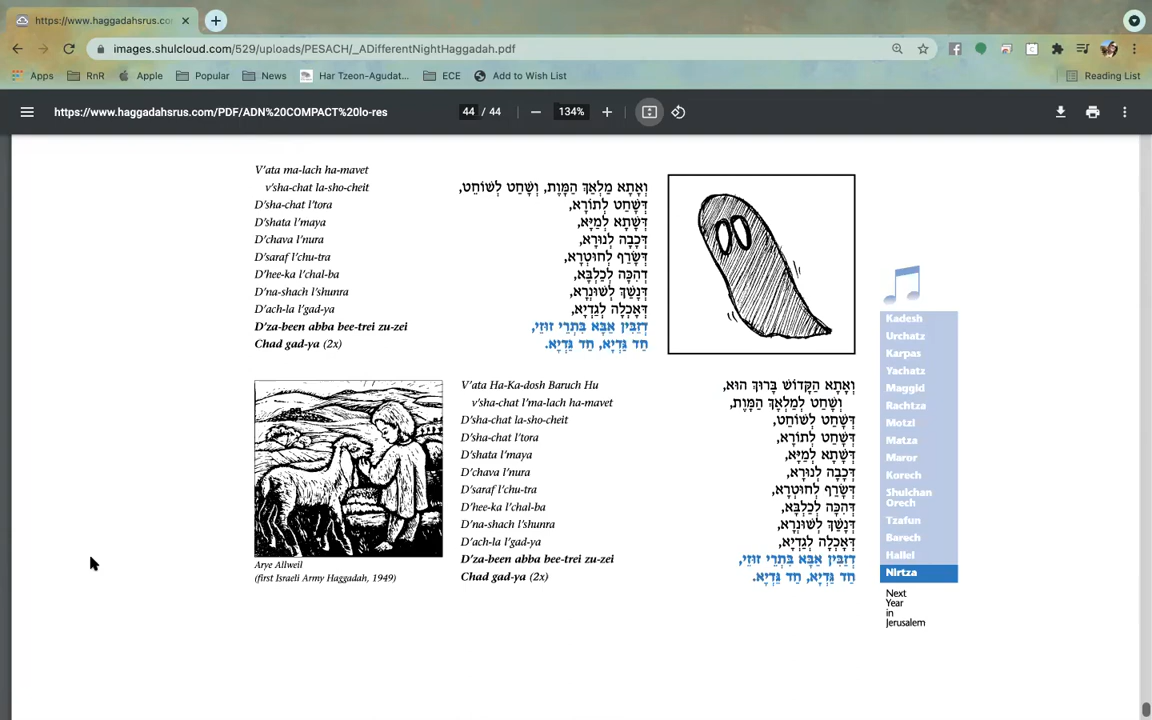 https://www.haggadahsrus.co
images.shulcloud.com/529/uploads/PESACH/_ADifferentNightHaggadah.pdf
Apps RnR Apple Popular News Har Tzeon-Agudat... ECE Add to Wish List Reading List
https://www.haggadahsrus.com/PDF/ADN%20COMPACT%20lo-res 44 / 44 134%
V'ata ma-lach ha-mavet
v'sha-chat la-sho-cheit
D'sha-chat l'tora
D'shata l'maya
D'chava l'nura
D'saraf l'chu-tra
D'hee-ka l'chal-ba
D'na-shach l'shunra
D'ach-la l'gad-ya
D'za-been abba bee-trei zu-zei
Chad gad-ya (2x)
וְאָתָא מַלְאַךְ הַמָּוֶת, וְשָׁחַט לְשׁוֹחֵט,
דְּשָׁחַט לְתוֹרָא,
דְּשָׁתָא לְמַיָּא,
דְּכָבָה לְנוּרָא,
דְּשָׂרַף לְחוּטְרָא,
דְהִכָּה לְכַלְבָּא,
דְּנָשַׁךְ לְשׁוּנְרָא,
דְּאָכְלָה לְגַדְיָא,
דְזַבִּין אַבָּא בִּתְרֵי זוּזֵי,
חַד גַּדְיָא, חַד גַּדְיָא.
Arye Allweil
(first Israeli Army Haggadah, 1949)
V'ata Ha-Ka-dosh Baruch Hu
v'sha-chat l'ma-lach ha-mavet
D'sha-chat la-sho-cheit
D'sha-chat l'tora
D'shata l'maya
D'chava l'nura
D'saraf l'chu-tra
D'hee-ka l'chal-ba
D'na-shach l'shunra
D'ach-la l'gad-ya
D'za-been abba bee-trei zu-zei
Chad gad-ya (2x)
וְאָתָא הַקָּדוֹשׁ בָּרוּךְ הוּא,
וְשָׁחַט לְמַלְאַךְ הַמָּוֶת,
דְּשָׁחַט לְשׁוֹחֵט,
דְּשָׁחַט לְתוֹרָא,
דְּשָׁתָא לְמַיָּא,
דְּכָבָה לְנוּרָא,
דְּשָׂרַף לְחוּטְרָא,
דְּהִכָּה לְכַלְבָּא,
דְּנָשַׁךְ לְשׁוּנְרָא,
דְּאָכְלָה לְגַדְיָא,
דְזַבִּין אַבָּא בִּתְרֵי זוּזֵי,
חַד גַּדְיָא, חַד גַּדְיָא.
Kadesh
Urchatz
Karpas
Yachatz
Maggid
Rachtza
Motzi
Matza
Maror
Korech
Shulchan
Orech
Tzafun
Barech
Hallel
Nirtza
Next
Year
in
Jerusalem